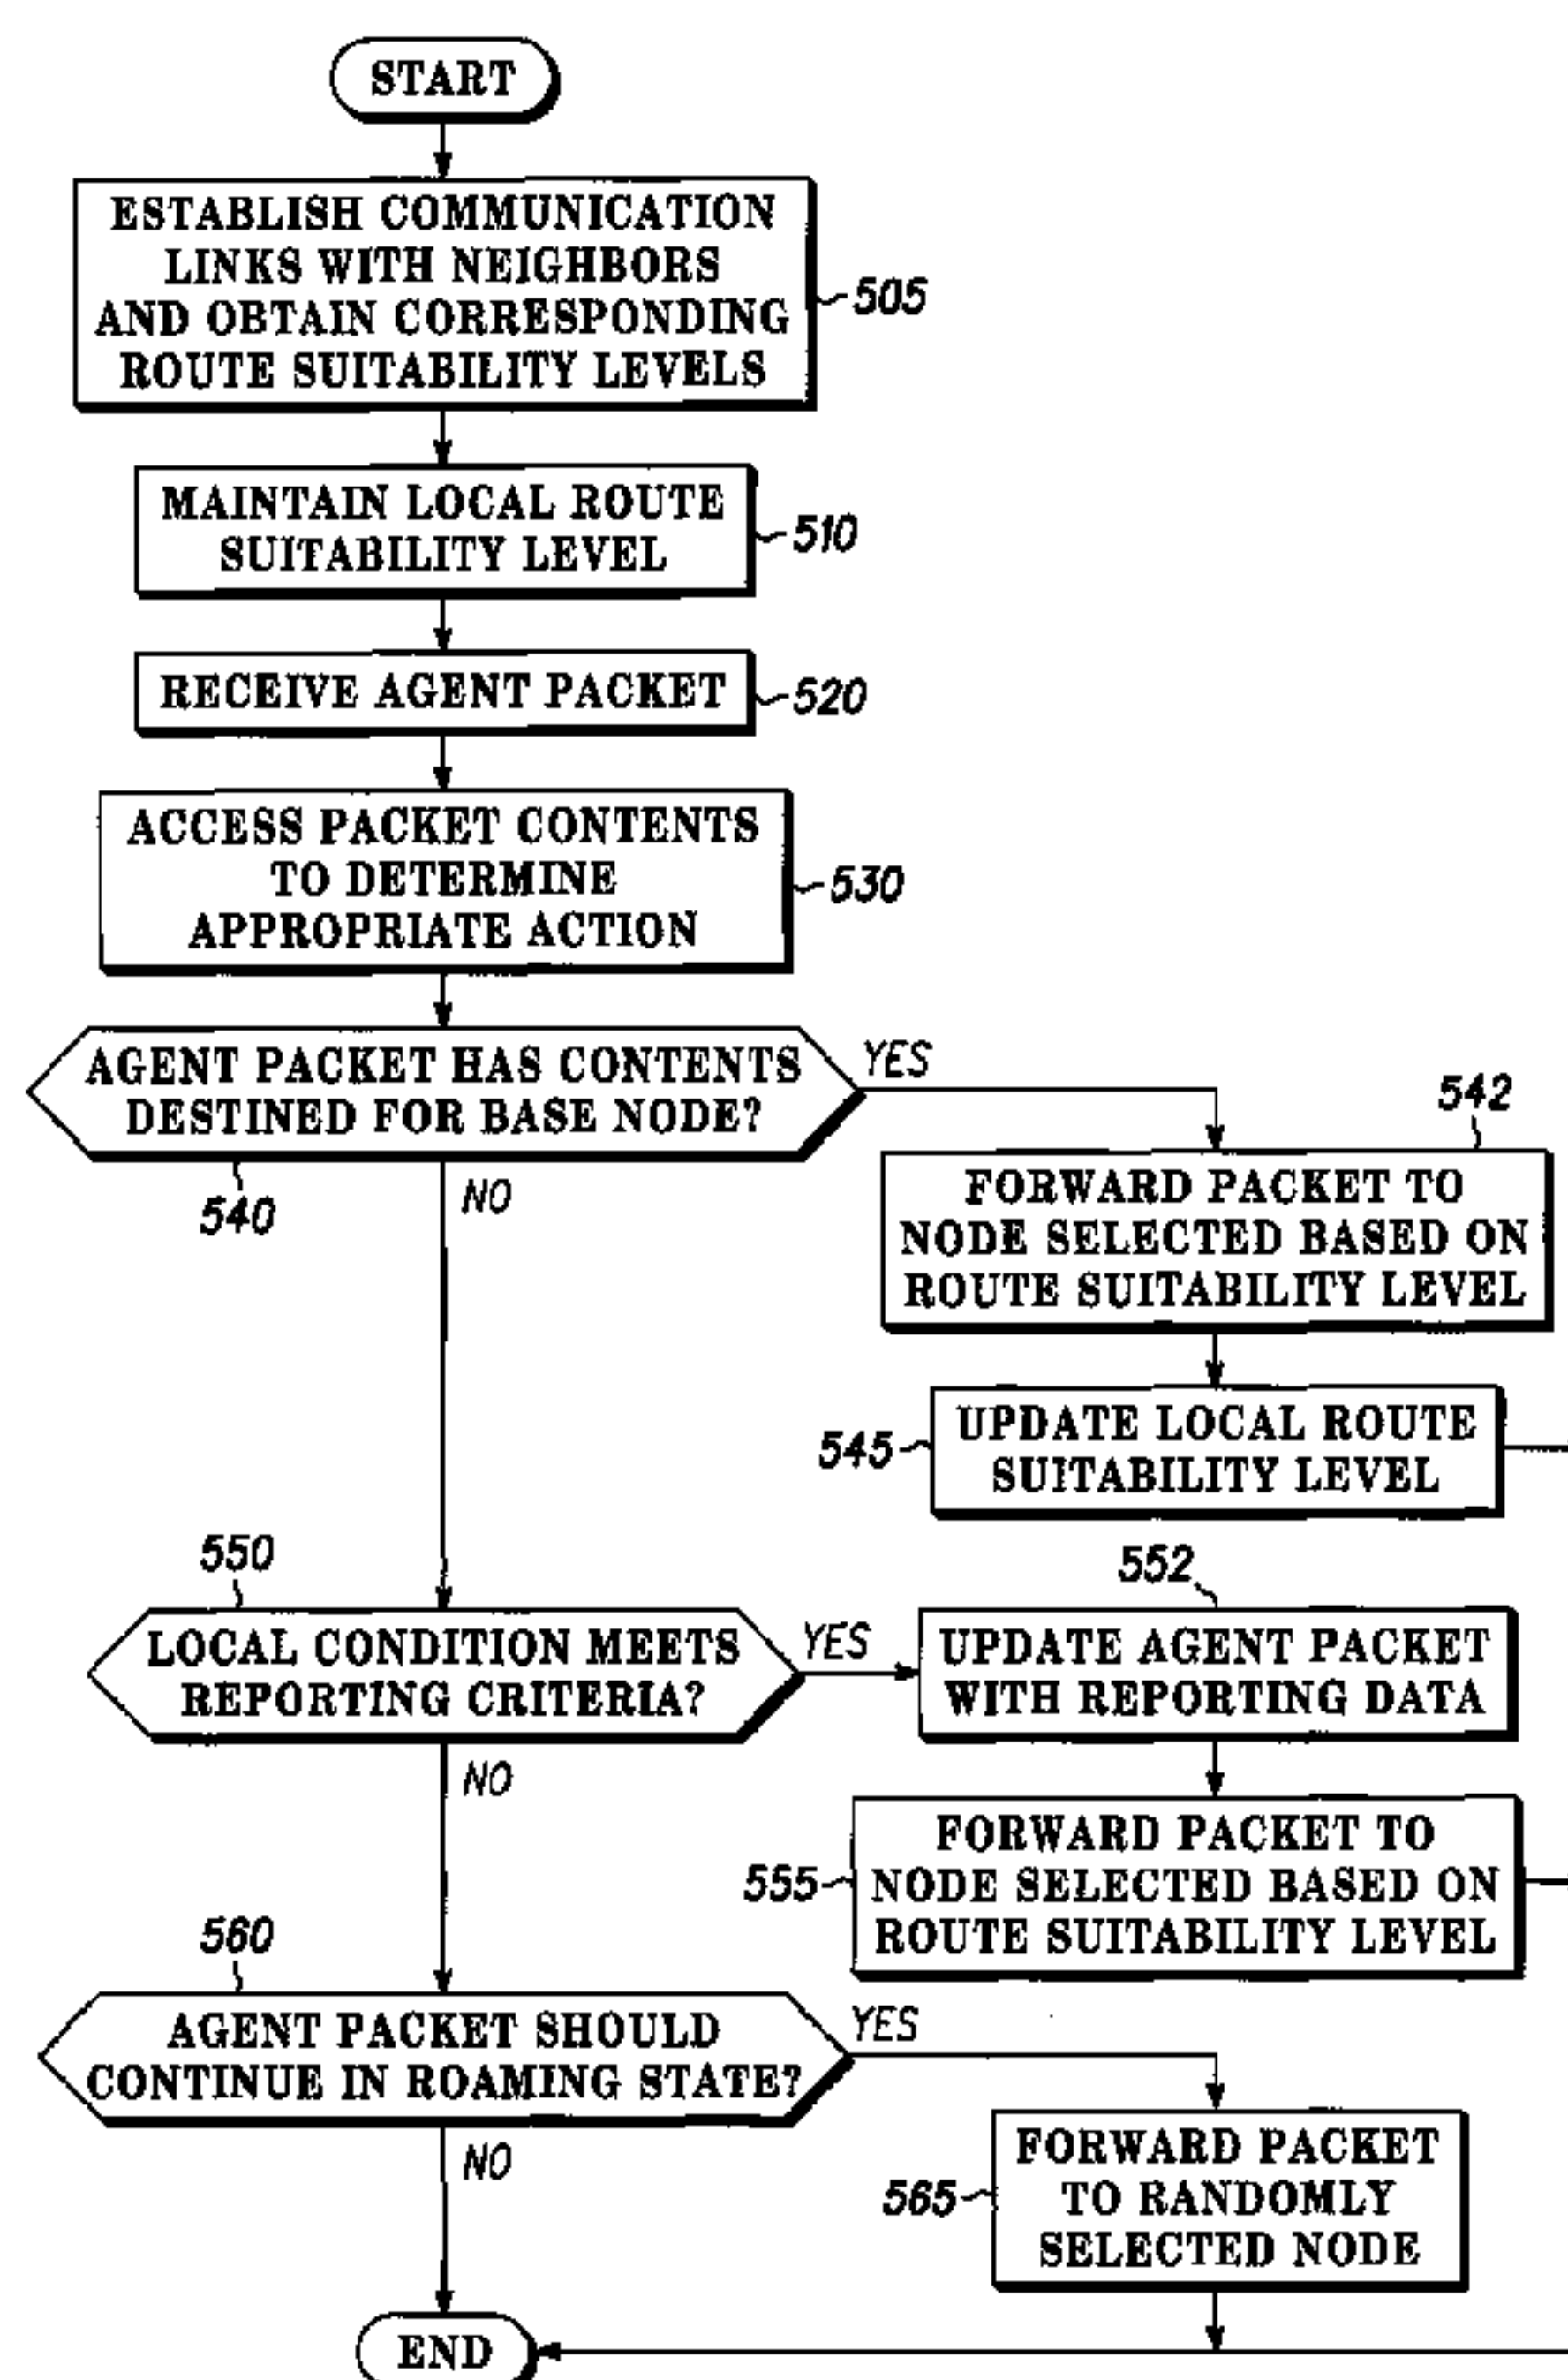 START
ESTABLISH COMMUNICATION
LINKS WITH NEIGHBORS
AND OBTAIN CORRESPONDING
ROUTE SUITABILITY LEVELS
505
MAINTAIN LOCAL ROUTE
SUITABILITY LEVEL
510
RECEIVE AGENT PACKET
520
ACCESS PACKET CONTENTS
TO DETERMINE
APPROPRIATE ACTION
530
AGENT PACKET HAS CONTENTS
DESTINED FOR BASE NODE?
540
YES
NO
542
FORWARD PACKET TO
NODE SELECTED BASED ON
ROUTE SUITABILITY LEVEL
545
UPDATE LOCAL ROUTE
SUITABILITY LEVEL
550
LOCAL CONDITION MEETS
REPORTING CRITERIA?
YES
NO
552
UPDATE AGENT PACKET
WITH REPORTING DATA
555
FORWARD PACKET TO
NODE SELECTED BASED ON
ROUTE SUITABILITY LEVEL
560
AGENT PACKET SHOULD
CONTINUE IN ROAMING STATE?
YES
NO
565
FORWARD PACKET
TO RANDOMLY
SELECTED NODE
END